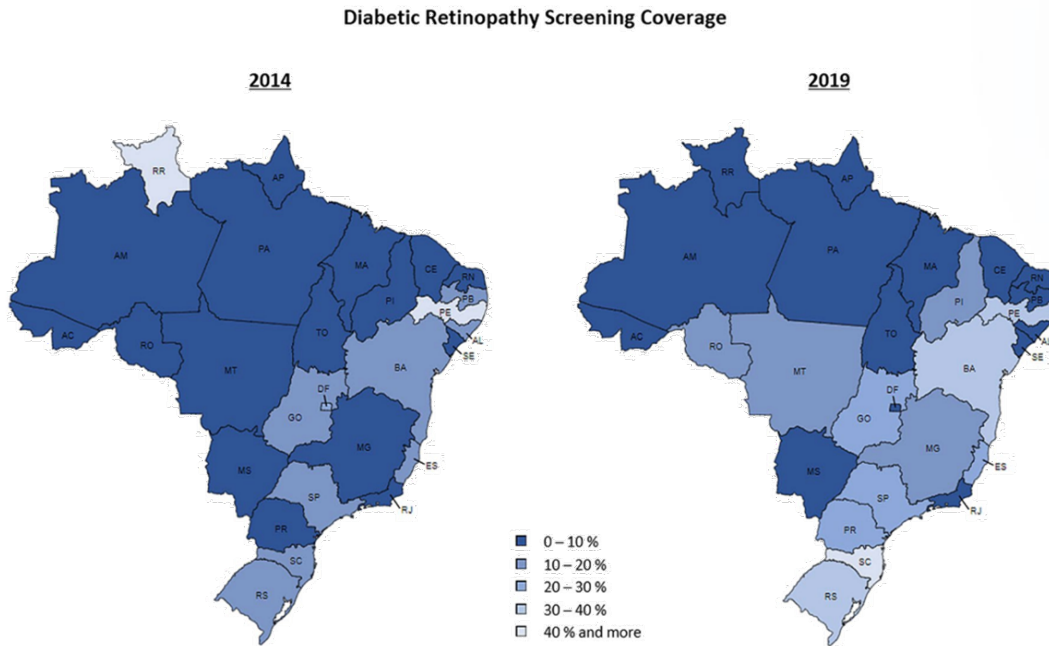 Diabetic Retinopathy Screening Coverage
2014
2019
RR
AP
AM
PA
MA
CE
RN
PB
PE
PI
AL
SE
AC
RO
TO
BA
MT
DF
GO
MG
ES
MS
SP
RJ
PR
SC
RS
RR
AP
AM
PA
MA
CE
RN
PB
PE
PI
AL
SE
AC
RO
TO
BA
MT
DF
GO
MG
ES
MS
SP
RJ
PR
SC
RS
0 – 10 %
10 – 20 %
20 – 30 %
30 – 40 %
40 % and more